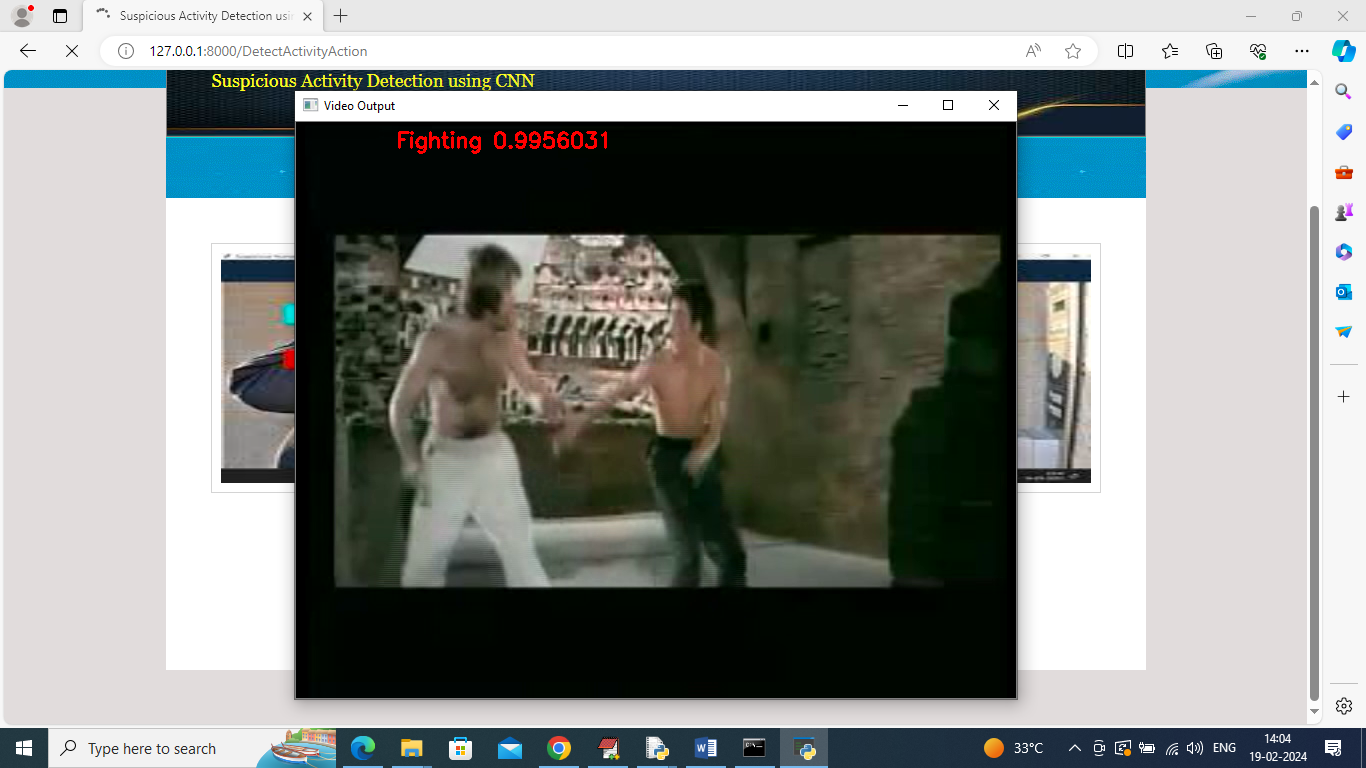 Suspicious Activity Detection usin
127.0.0.1:8000/DetectActivityAction
Suspicious Activity Detection using CNN
Video Output
Fighting 0.9956031
Type here to search
33°C
ENG
14:04
19-02-2024